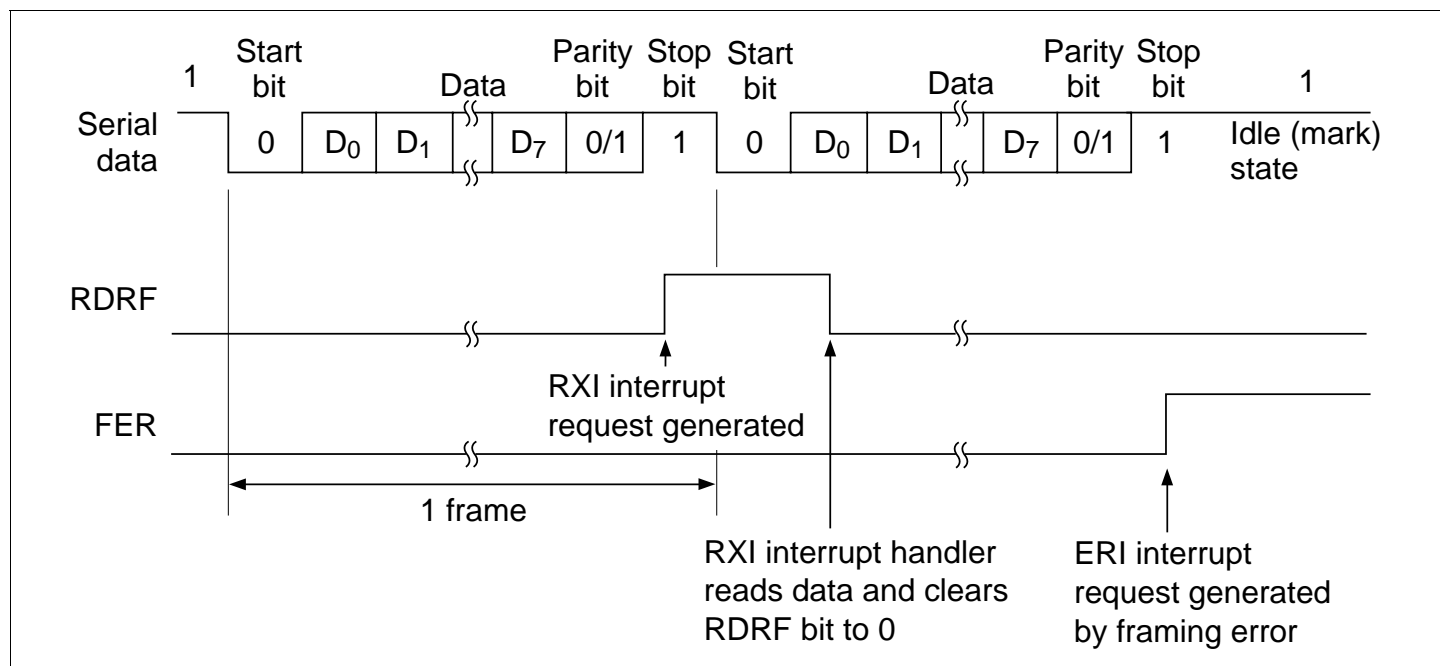 1 Start bit Data Parity bit Stop bit Start bit Data Parity bit Stop bit 1
Serial data 0 D₀ D₁ D₇ 0/1 1 0 D₀ D₁ D₇ 0/1 1 Idle (mark) state
RDRF
RXI interrupt
request generated
FER
1 frame
RXI interrupt handler
reads data and clears
RDRF bit to 0
ERI interrupt
request generated
by framing error